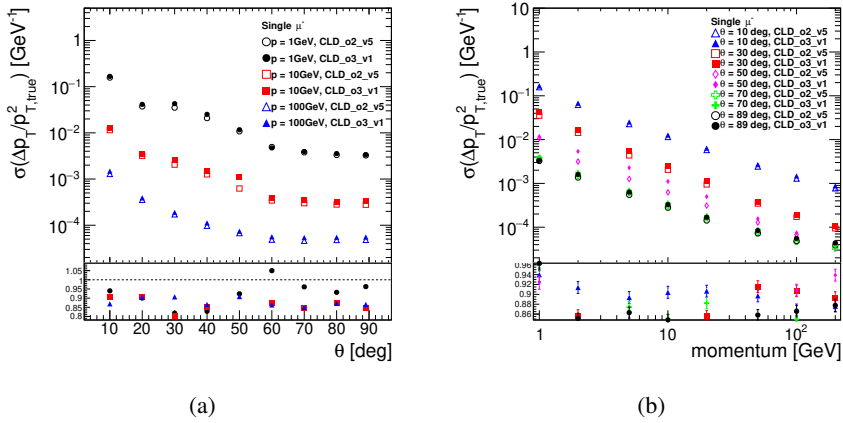 σ(Δp_T/p²_T,true) [GeV⁻¹]
Single μ⁻
p = 1GeV, CLD_o2_v5
p = 1GeV, CLD_o3_v1
p = 10GeV, CLD_o2_v5
p = 10GeV, CLD_o3_v1
p = 100GeV, CLD_o2_v5
p = 100GeV, CLD_o3_v1
1
10⁻¹
10⁻²
10⁻³
10⁻⁴
1.05
1
0.95
0.9
0.85
0.8
10 20 30 40 50 60 70 80 90
θ [deg]
(a)
σ(Δp_T/p²_T,true) [GeV⁻¹]
Single μ⁻
θ = 10 deg, CLD_o2_v5
θ = 10 deg, CLD_o3_v1
θ = 30 deg, CLD_o2_v5
θ = 30 deg, CLD_o3_v1
θ = 50 deg, CLD_o2_v5
θ = 50 deg, CLD_o3_v1
θ = 70 deg, CLD_o2_v5
θ = 70 deg, CLD_o3_v1
θ = 89 deg, CLD_o2_v5
θ = 89 deg, CLD_o3_v1
10
1
10⁻¹
10⁻²
10⁻³
10⁻⁴
0.96
0.94
0.92
0.9
0.88
0.86
1 10 10²
momentum [GeV]
(b)